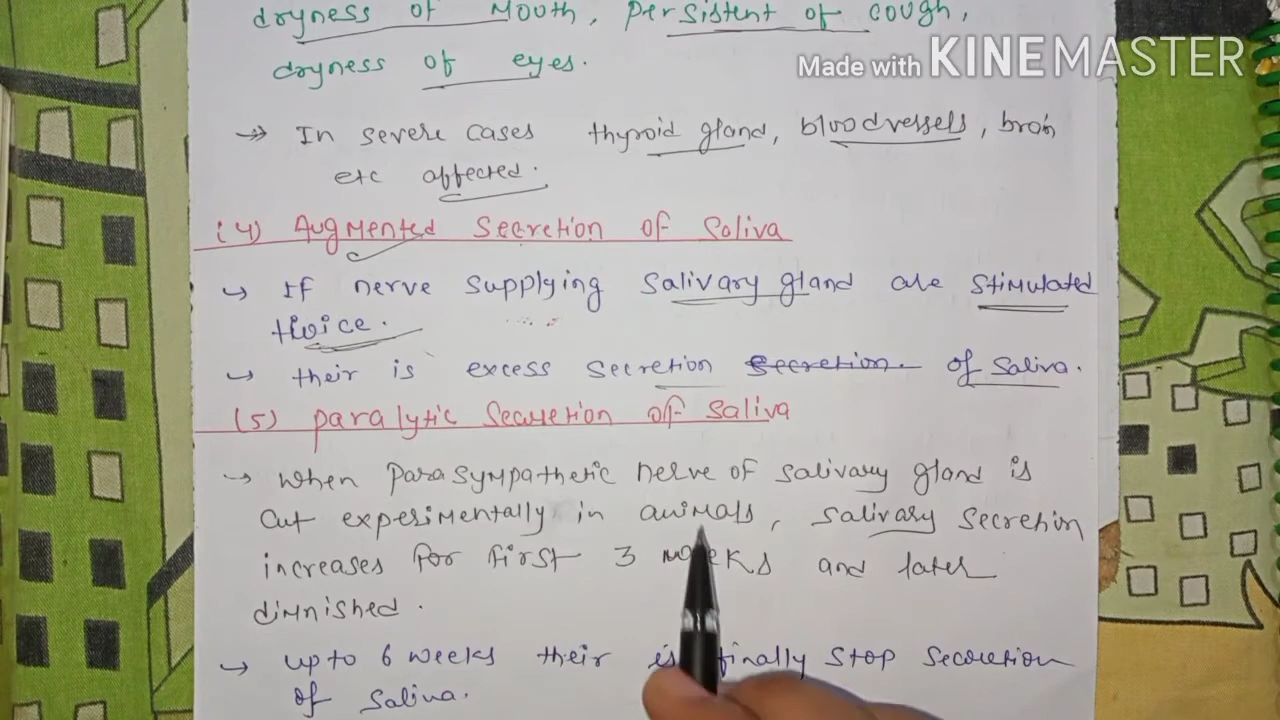 dryness of Mouth, Persistent of cough,
dryness of eyes.
Made with KINEMASTER
→ In severe cases thyroid gland, bloodvessels, brain
etc affected.
(4) Augmented Secretion of Saliva
→ If nerve supplying salivary gland are stimulated
twice.
→ their is excess secretion secretion of saliva.
(5) Paralytic Secretion of saliva
→ When parasympathetic nerve of salivary gland is
cut experimentally in animals, salivary secretion
increases for first 3 weeks and later
diminished.
→ upto 6 weeks their is finally stop secretion
of saliva.